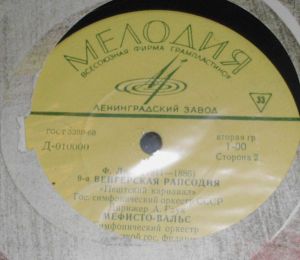 МЕЛОДИЯ
ВСЕСОЮЗНАЯ ФИРМА ГРАМПЛАСТИНОК
33
ЛЕНИНГРАДСКИЙ ЗАВОД
ГОСТ 5289-68
вторая гр
Д-010000
1-00
Сторона 2
Ф. 1886)
9-я ВЕНГЕРСКАЯ РАПСОДИЯ
«Пештский карнавал»
Гос. симфонический оркестр СССР
Дирижер А.
МЕФИСТО-ВАЛЬС
симфонический оркестр
гос.